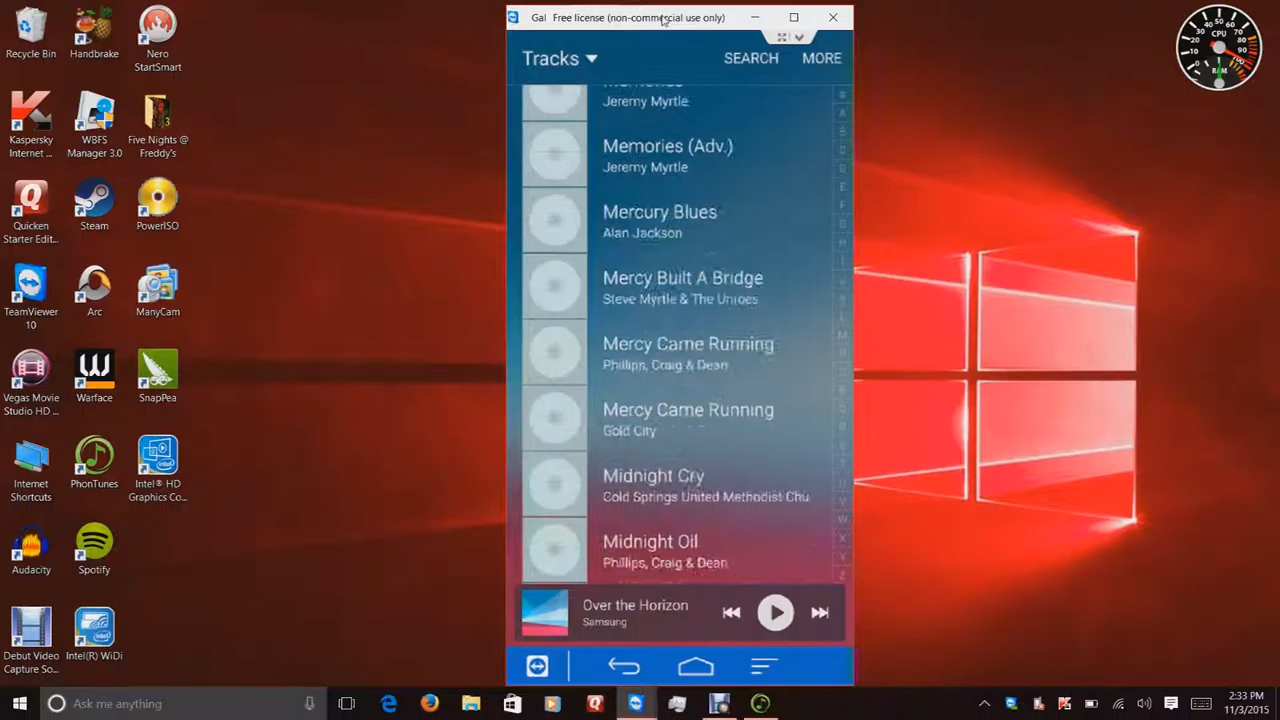 Recycle Bin
Handbrake
Nero StartSmart
Kaspersky Internet ...
WBFS Manager 3.0
Five Nights @ Freddy's
Quicken Starter Edit...
Steam
PowerISO
TeamViewer 10
Arc
ManyCam
Vegas Movie Studio HD ...
Warface
SnapPea
Internet Shortcuts
PhonTunes
Intel® HD Graphics Co...
Audacity
Spotify
Debut Video Capture So...
Intel(R) WiDi
Gal Free license (non-commercial use only)
Tracks
SEARCH
MORE
Jeremy Myrtle
Memories (Adv.)
Jeremy Myrtle
Mercury Blues
Alan Jackson
Mercy Built A Bridge
Steve Myrtle & The Unroes
Mercy Came Running
Phillips, Craig & Dean
Mercy Came Running
Gold City
Midnight Cry
Cold Springs United Methodist Chu
Midnight Oil
Phillips, Craig & Dean
Over the Horizon
Samsung
CPU
RAM
Ask me anything
2:33 PM
11/3/2015